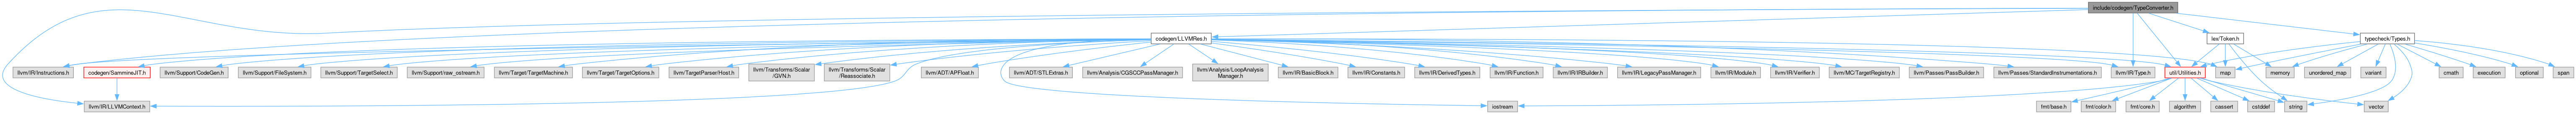 include/codegen/TypeConverter.h
codegen/LLVMRes.h
lex/Token.h
typecheck/Types.h
llvm/IR/Instructions.h
codegen/SammineJIT.h
llvm/Support/CodeGen.h
llvm/Support/FileSystem.h
llvm/Support/TargetSelect.h
llvm/Support/raw_ostream.h
llvm/Target/TargetMachine.h
llvm/Target/TargetOptions.h
llvm/TargetParser/Host.h
llvm/Transforms/Scalar
/GVN.h
llvm/Transforms/Scalar
/Reassociate.h
llvm/ADT/APFloat.h
llvm/ADT/STLExtras.h
llvm/Analysis/CGSCCPassManager.h
llvm/Analysis/LoopAnalysis
Manager.h
llvm/IR/BasicBlock.h
llvm/IR/Constants.h
llvm/IR/DerivedTypes.h
llvm/IR/Function.h
llvm/IR/IRBuilder.h
llvm/IR/LegacyPassManager.h
llvm/IR/Module.h
llvm/IR/Verifier.h
llvm/MC/TargetRegistry.h
llvm/Passes/PassBuilder.h
llvm/Passes/StandardInstrumentations.h
llvm/IR/Type.h
util/Utilities.h
map
memory
unordered_map
variant
cmath
execution
optional
span
llvm/IR/LLVMContext.h
iostream
fmt/base.h
fmt/color.h
fmt/core.h
algorithm
cassert
cstddef
string
vector